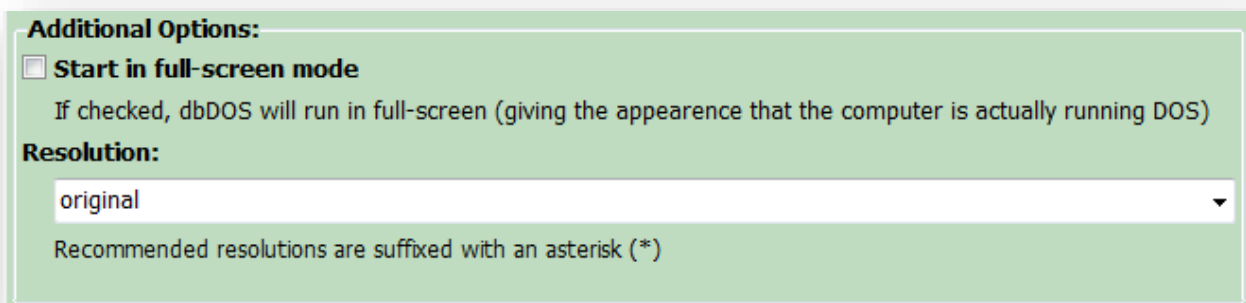 Additional Options:
Start in full-screen mode
If checked, dbDOS will run in full-screen (giving the appearence that the computer is actually running DOS)
Resolution:
original
Recommended resolutions are suffixed with an asterisk (*)